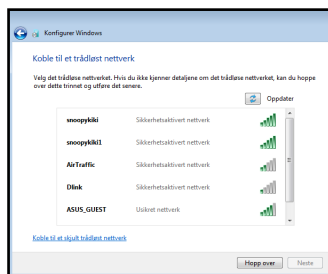 Konfigurer Windows
Koble til et trådløst nettverk
Velg det trådløse nettverket. Hvis du ikke kjenner detaljene om det trådløse nettverket, kan du hoppe
over dette trinnet og utføre det senere.
Oppdater
snoopykiki Sikkerhetsaktivert nettverk
snoopykiki1 Sikkerhetsaktivert nettverk
AirTraffic Sikkerhetsaktivert nettverk
Dlink Sikkerhetsaktivert nettverk
ASUS_GUEST Usikret nettverk
Koble til et skjult trådløst nettverk
Hopp over Neste